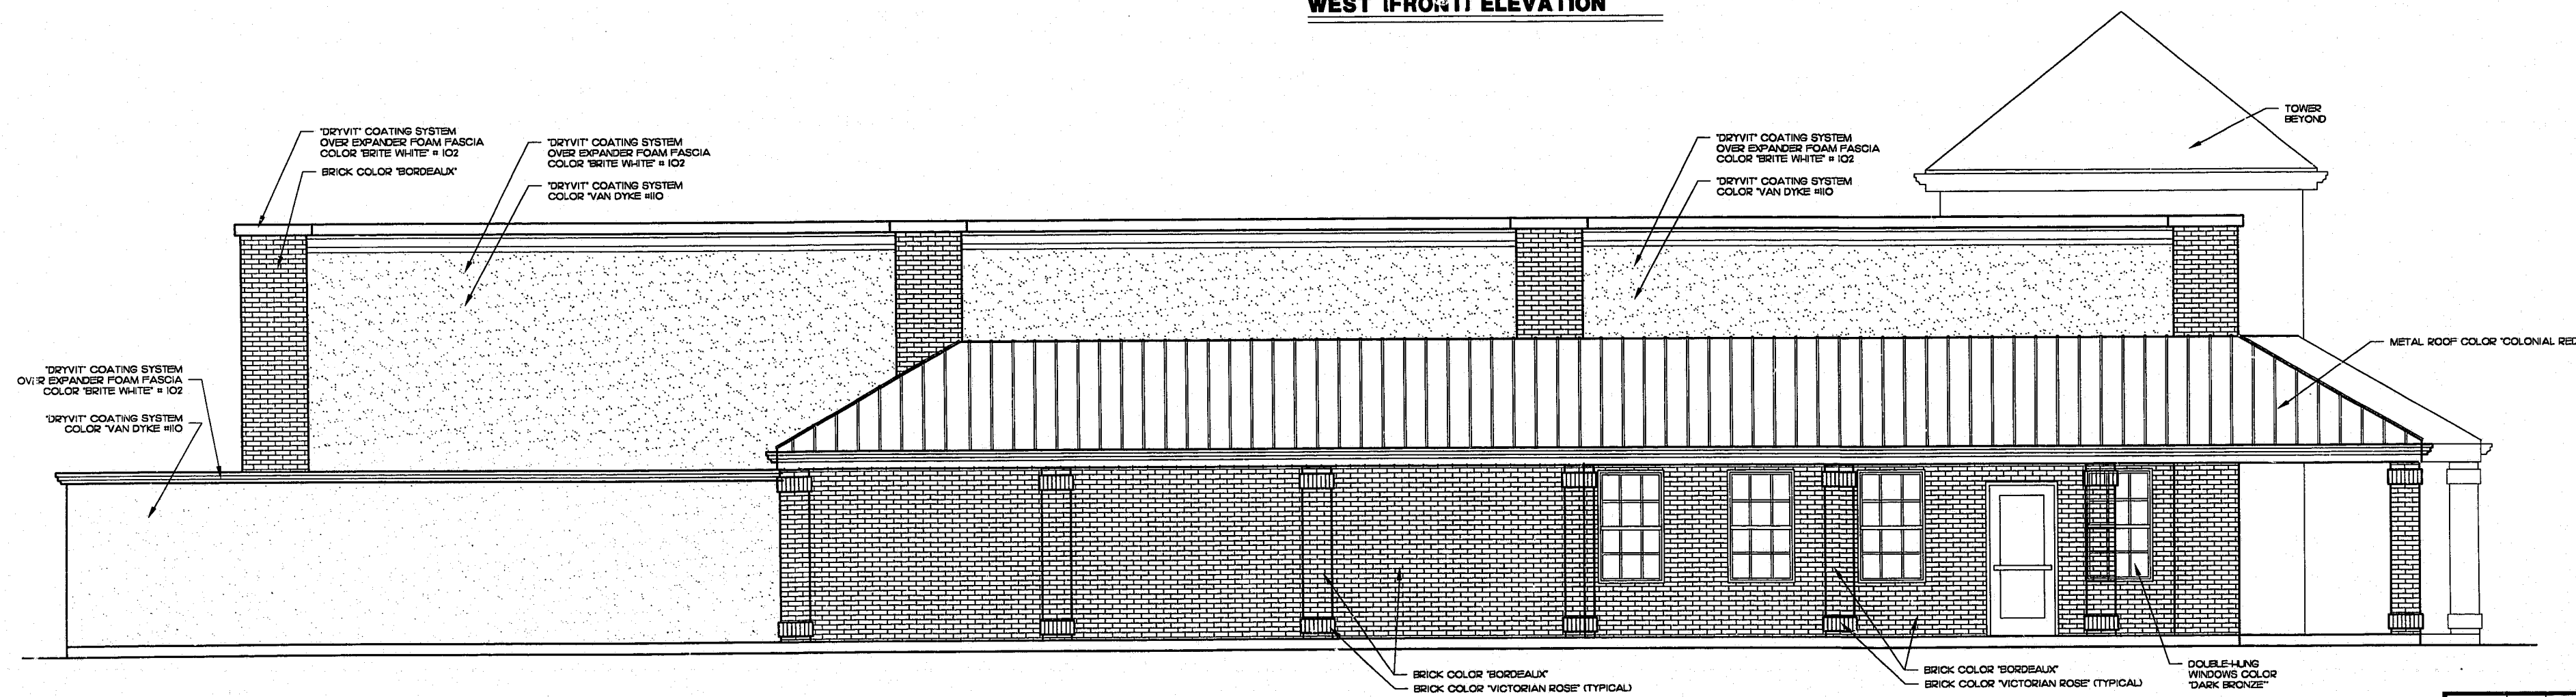 WEST (FRONT) ELEVATION
TOWER
BEYOND
"DRYVIT" COATING SYSTEM
OVER EXPANDER FOAM FASCIA
COLOR "BRITE WHITE" # 102
BRICK COLOR "BORDEAUX"
"DRYVIT" COATING SYSTEM
OVER EXPANDER FOAM FASCIA
COLOR "BRITE WHITE" # 102
"DRYVIT" COATING SYSTEM
COLOR "VAN DYKE #110
"DRYVIT" COATING SYSTEM
OVER EXPANDER FOAM FASCIA
COLOR "BRITE WHITE" # 102
"DRYVIT" COATING SYSTEM
COLOR "VAN DYKE #110
METAL ROOF COLOR "COLONIAL RED
"DRYVIT" COATING SYSTEM
OVER EXPANDER FOAM FASCIA
COLOR "BRITE WHITE" # 102
"DRYVIT" COATING SYSTEM
COLOR "VAN DYKE #110
BRICK COLOR "BORDEAUX"
BRICK COLOR "VICTORIAN ROSE" (TYPICAL)
BRICK COLOR "BORDEAUX"
BRICK COLOR "VICTORIAN ROSE" (TYPICAL)
DOUBLE-HUNG
WINDOWS COLOR
"DARK BRONZE"